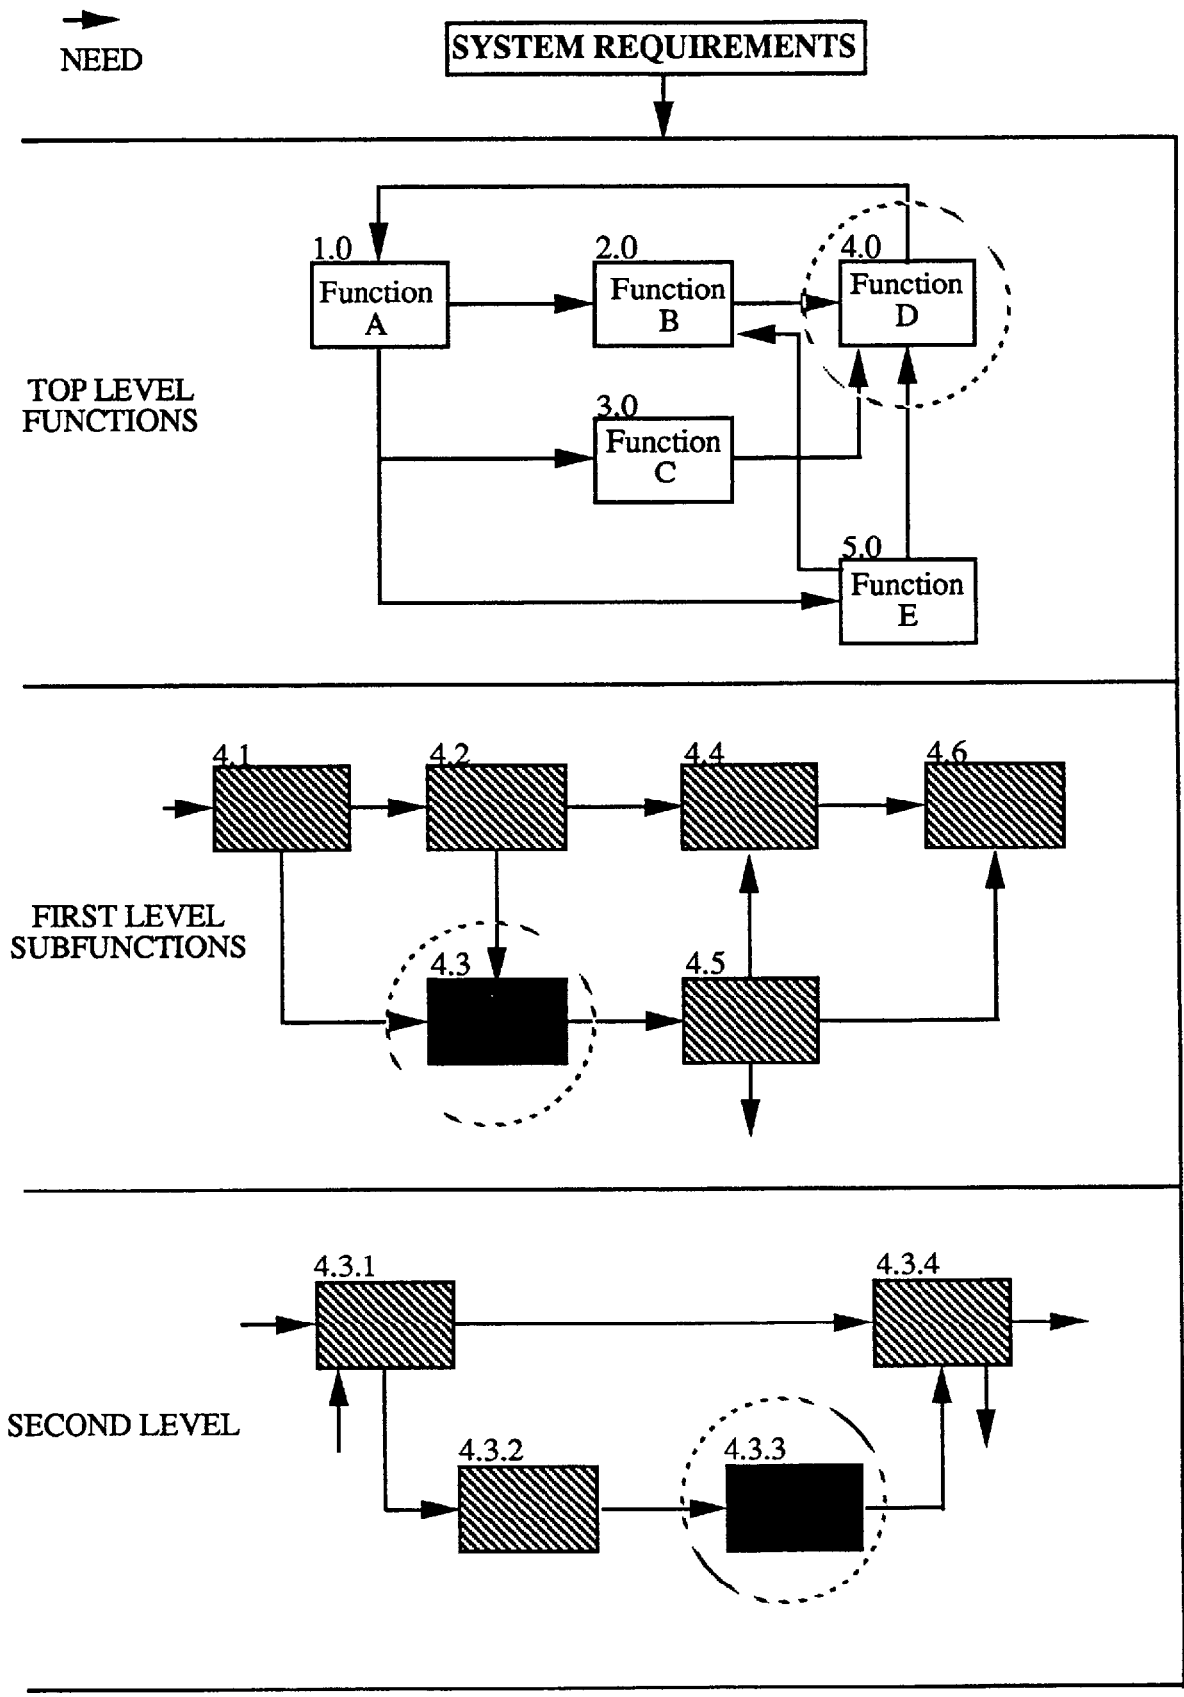 NEED
SYSTEM REQUIREMENTS
1.0
Function
A
2.0
Function
B
4.0
Function
D
TOP LEVEL
FUNCTIONS
3.0
Function
C
5.0
Function
E
4.1
4.2
4.4
4.6
FIRST LEVEL
SUBFUNCTIONS
4.3
4.5
4.3.1
4.3.4
SECOND LEVEL
4.3.2
4.3.3